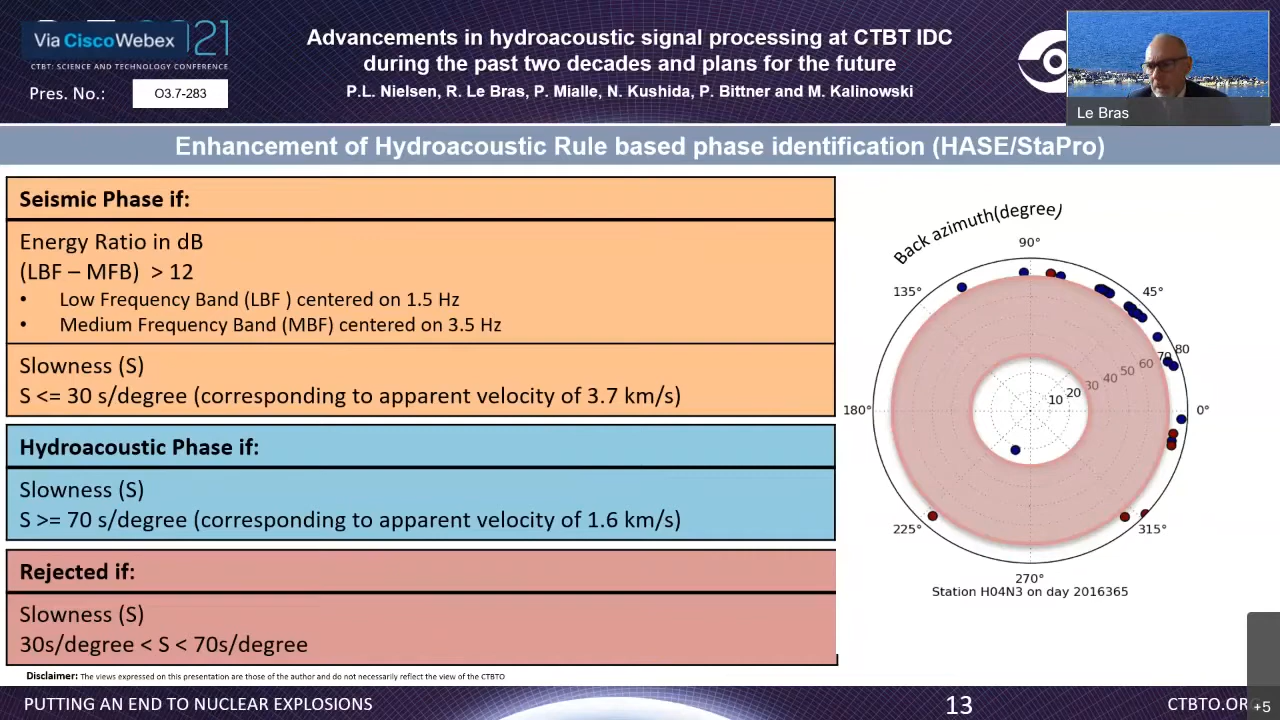 Via Cisco Webex
21
CTBT: SCIENCE AND TECHNOLOGY CONFERENCE
Pres. No.:
O3.7-283
Advancements in hydroacoustic signal processing at CTBT IDC
during the past two decades and plans for the future
P.L. Nielsen, R. Le Bras, P. Mialle, N. Kushida, P. Bittner and M. Kalinowski
Le Bras
Enhancement of Hydroacoustic Rule based phase identification (HASE/StaPro)
Seismic Phase if:
Energy Ratio in dB
(LBF – MFB) > 12
• Low Frequency Band (LBF ) centered on 1.5 Hz
• Medium Frequency Band (MBF) centered on 3.5 Hz
Slowness (S)
S <= 30 s/degree (corresponding to apparent velocity of 3.7 km/s)
Hydroacoustic Phase if:
Slowness (S)
S >= 70 s/degree (corresponding to apparent velocity of 1.6 km/s)
Rejected if:
Slowness (S)
30s/degree < S < 70s/degree
Back azimuth(degree)
90°
135°
45°
180°
10 20 30 40 50 60 70 80
0°
225°
315°
270°
Station H04N3 on day 2016365
Disclaimer: The views expressed on this presentation are those of the author and do not necessarily reflect the view of the CTBTO
PUTTING AN END TO NUCLEAR EXPLOSIONS
13
CTBTO.OR
+5